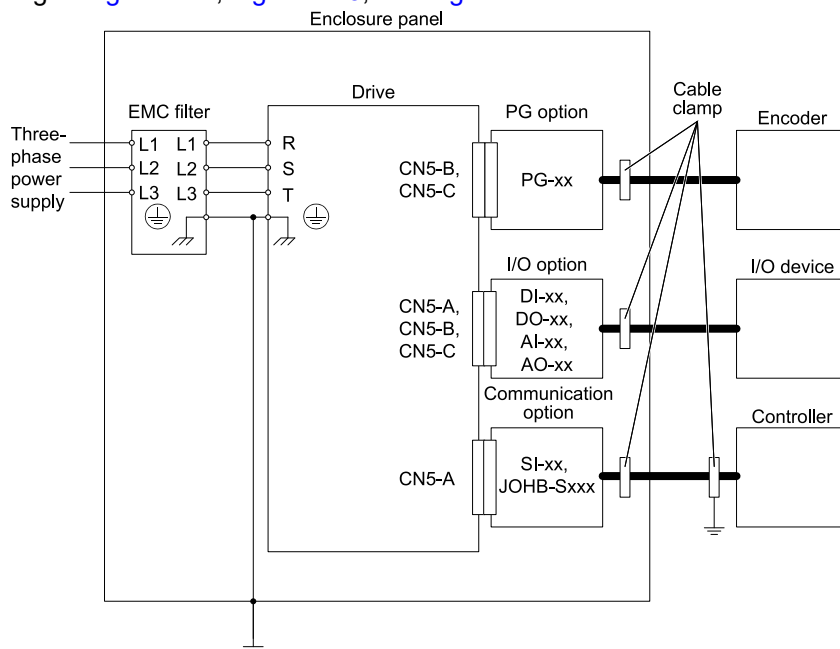 Enclosure panel
Drive
EMC filter
Three-
phase
power
supply
L1 L1
L2 L2
L3 L3
R
S
T
PG option
CN5-B,
CN5-C
PG-xx
Cable
clamp
Encoder
I/O option
CN5-A,
CN5-B,
CN5-C
DI-xx,
DO-xx,
AI-xx,
AO-xx
I/O device
Communication
option
CN5-A
SI-xx,
JOHB-Sxxx
Controller